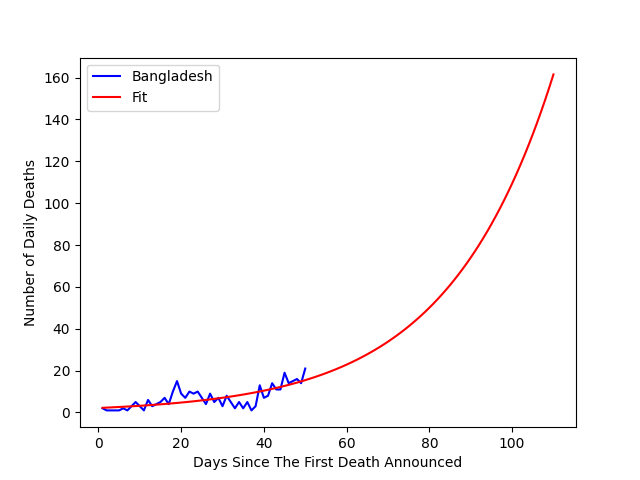 Bangladesh
Fit
160
140
120
100
80
60
40
20
0
Number of Daily Deaths
0 20 40 60 80 100
Days Since The First Death Announced